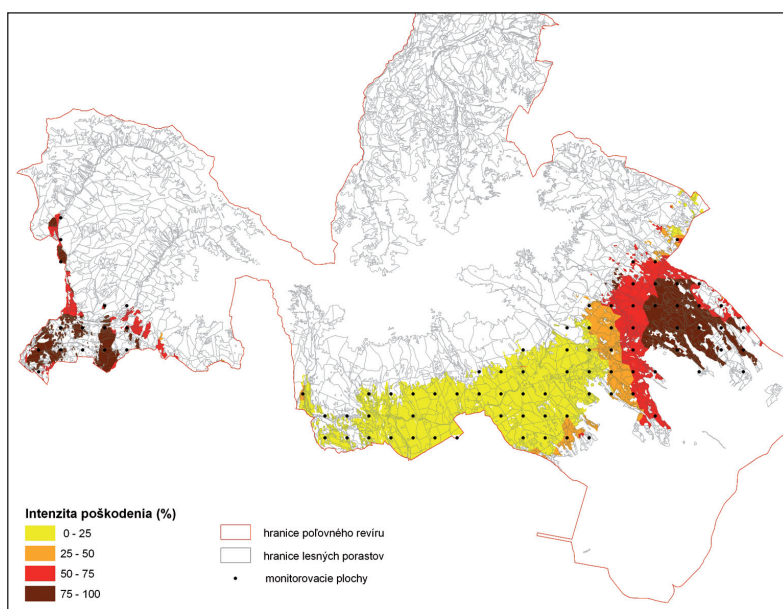 Intenzita poškodenia (%)
0 - 25
25 - 50
50 - 75
75 - 100
hranice poľovného revíru
hranice lesných porastov
monitorovacie plochy